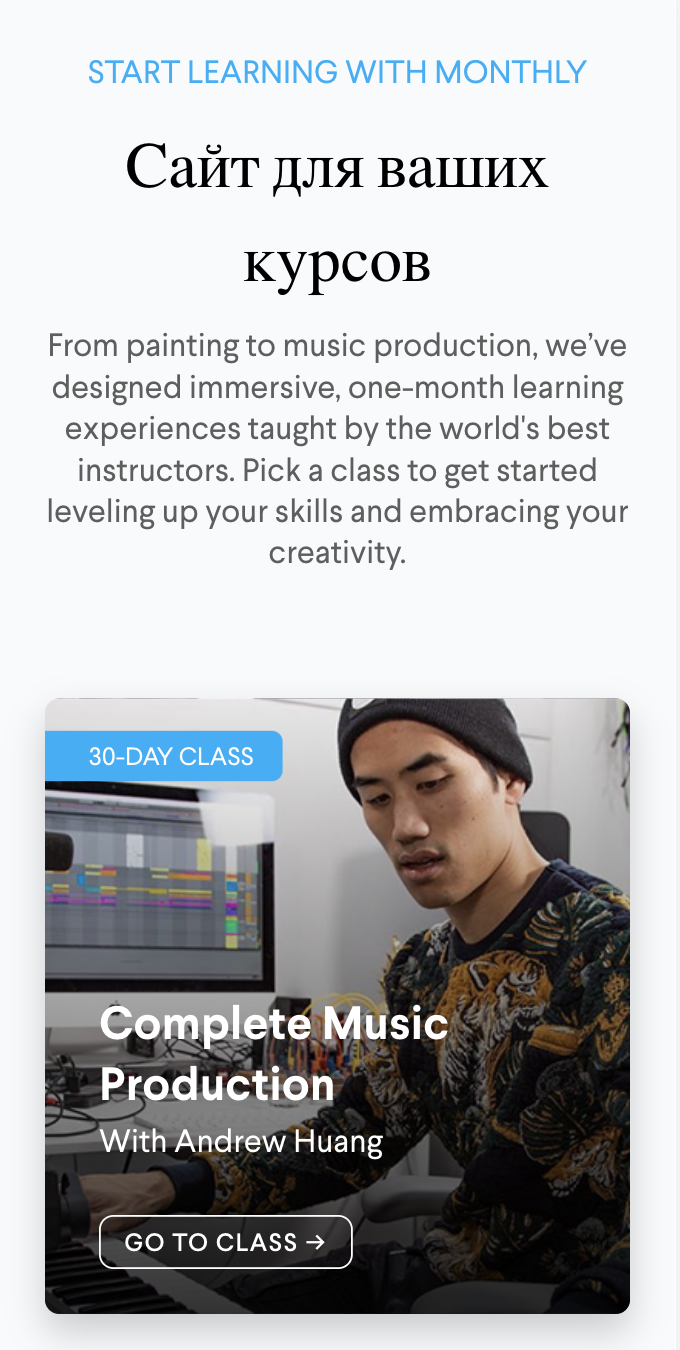 START LEARNING WITH MONTHLY
Сайт для ваших
курсов
From painting to music production, we’ve
designed immersive, one-month learning
experiences taught by the world's best
instructors. Pick a class to get started
leveling up your skills and embracing your
creativity.
30-DAY CLASS
Complete Music
Production
With Andrew Huang
GO TO CLASS →